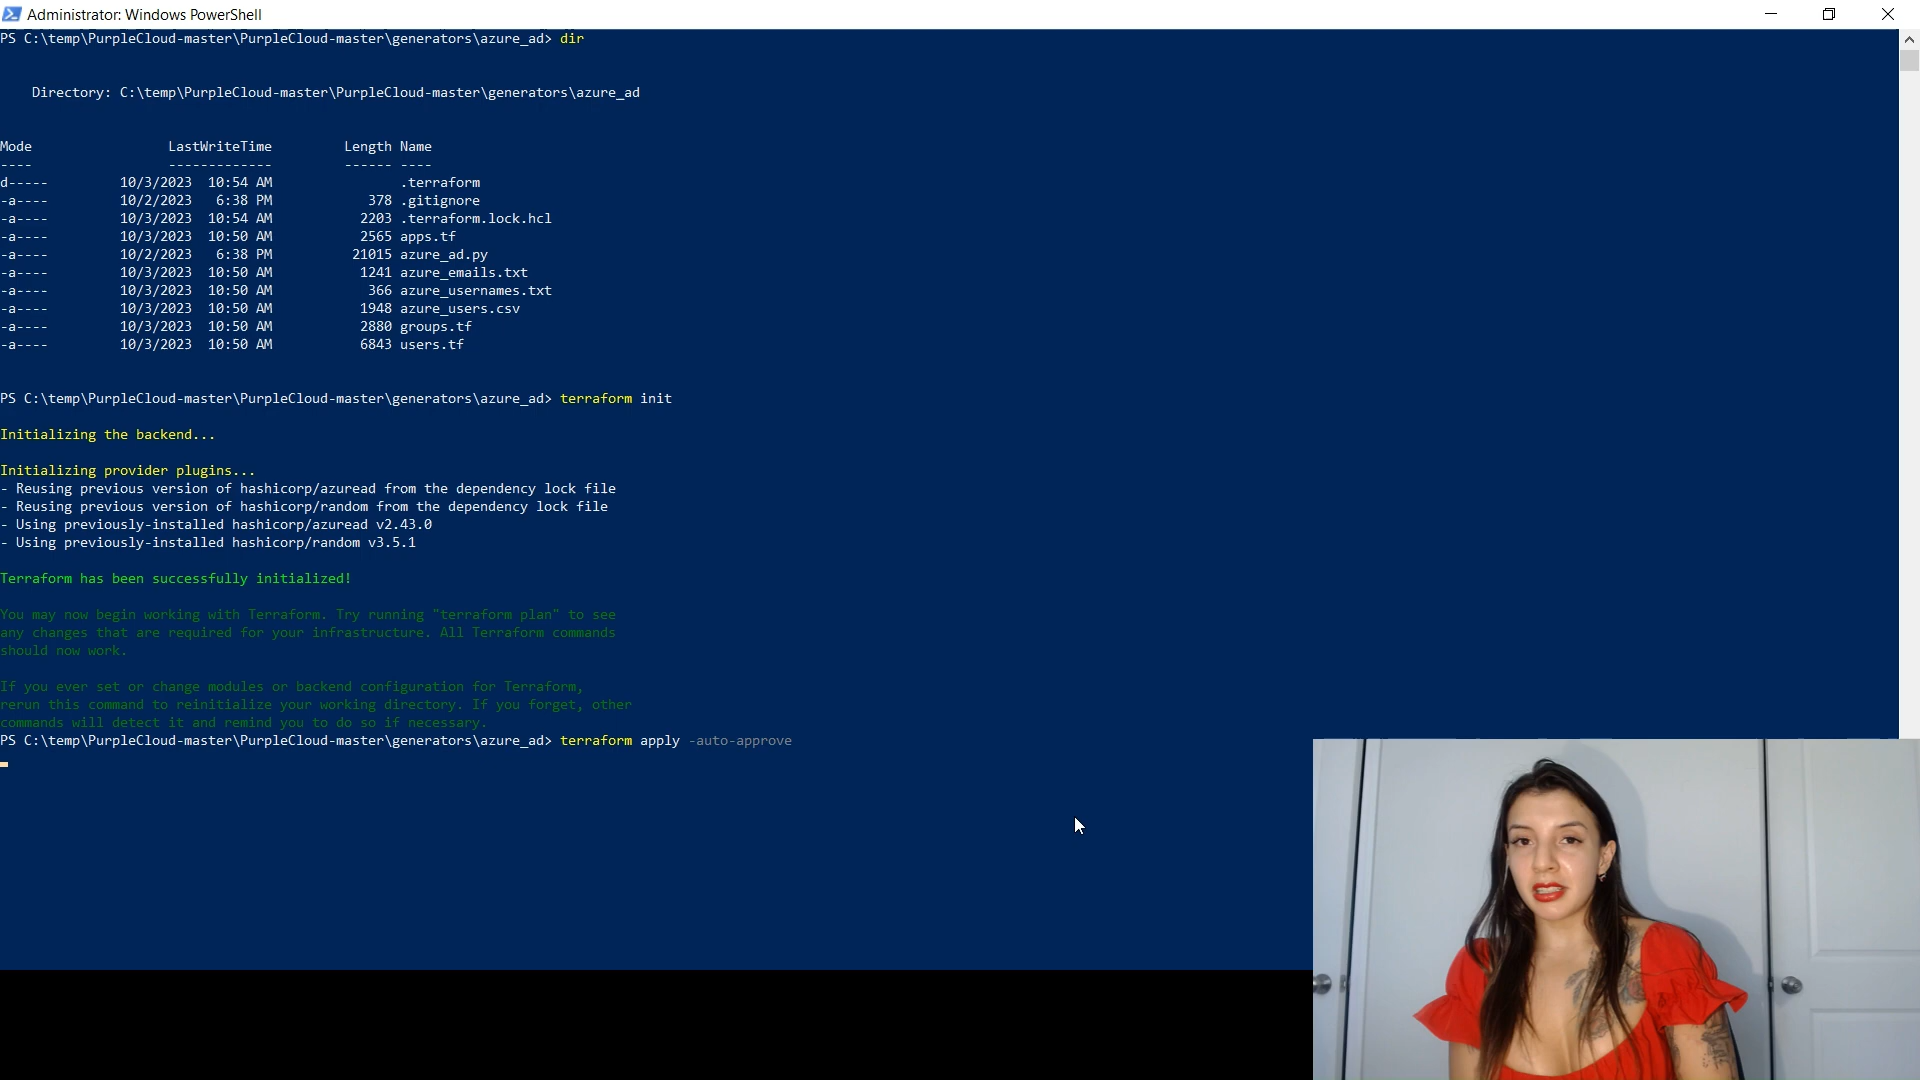 Administrator: Windows PowerShell
PS C:\temp\PurpleCloud-master\PurpleCloud-master\generators\azure_ad> dir
Directory: C:\temp\PurpleCloud-master\PurpleCloud-master\generators\azure_ad
Mode LastWriteTime Length Name
---- ------------- ------ ----
d----- 10/3/2023 10:54 AM .terraform
-a---- 10/2/2023 6:38 PM 378 .gitignore
-a---- 10/3/2023 10:54 AM 2203 .terraform.lock.hcl
-a---- 10/3/2023 10:50 AM 2565 apps.tf
-a---- 10/2/2023 6:38 PM 21015 azure_ad.py
-a---- 10/3/2023 10:50 AM 1241 azure_emails.txt
-a---- 10/3/2023 10:50 AM 366 azure_usernames.txt
-a---- 10/3/2023 10:50 AM 1948 azure_users.csv
-a---- 10/3/2023 10:50 AM 2880 groups.tf
-a---- 10/3/2023 10:50 AM 6843 users.tf
PS C:\temp\PurpleCloud-master\PurpleCloud-master\generators\azure_ad> terraform init
Initializing the backend...
Initializing provider plugins...
- Reusing previous version of hashicorp/azuread from the dependency lock file
- Reusing previous version of hashicorp/random from the dependency lock file
- Using previously-installed hashicorp/azuread v2.43.0
- Using previously-installed hashicorp/random v3.5.1
Terraform has been successfully initialized!
You may now begin working with Terraform. Try running "terraform plan" to see
any changes that are required for your infrastructure. All Terraform commands
should now work.
If you ever set or change modules or backend configuration for Terraform,
rerun this command to reinitialize your working directory. If you forget, other
commands will detect it and remind you to do so if necessary.
PS C:\temp\PurpleCloud-master\PurpleCloud-master\generators\azure_ad> terraform apply -auto-approve